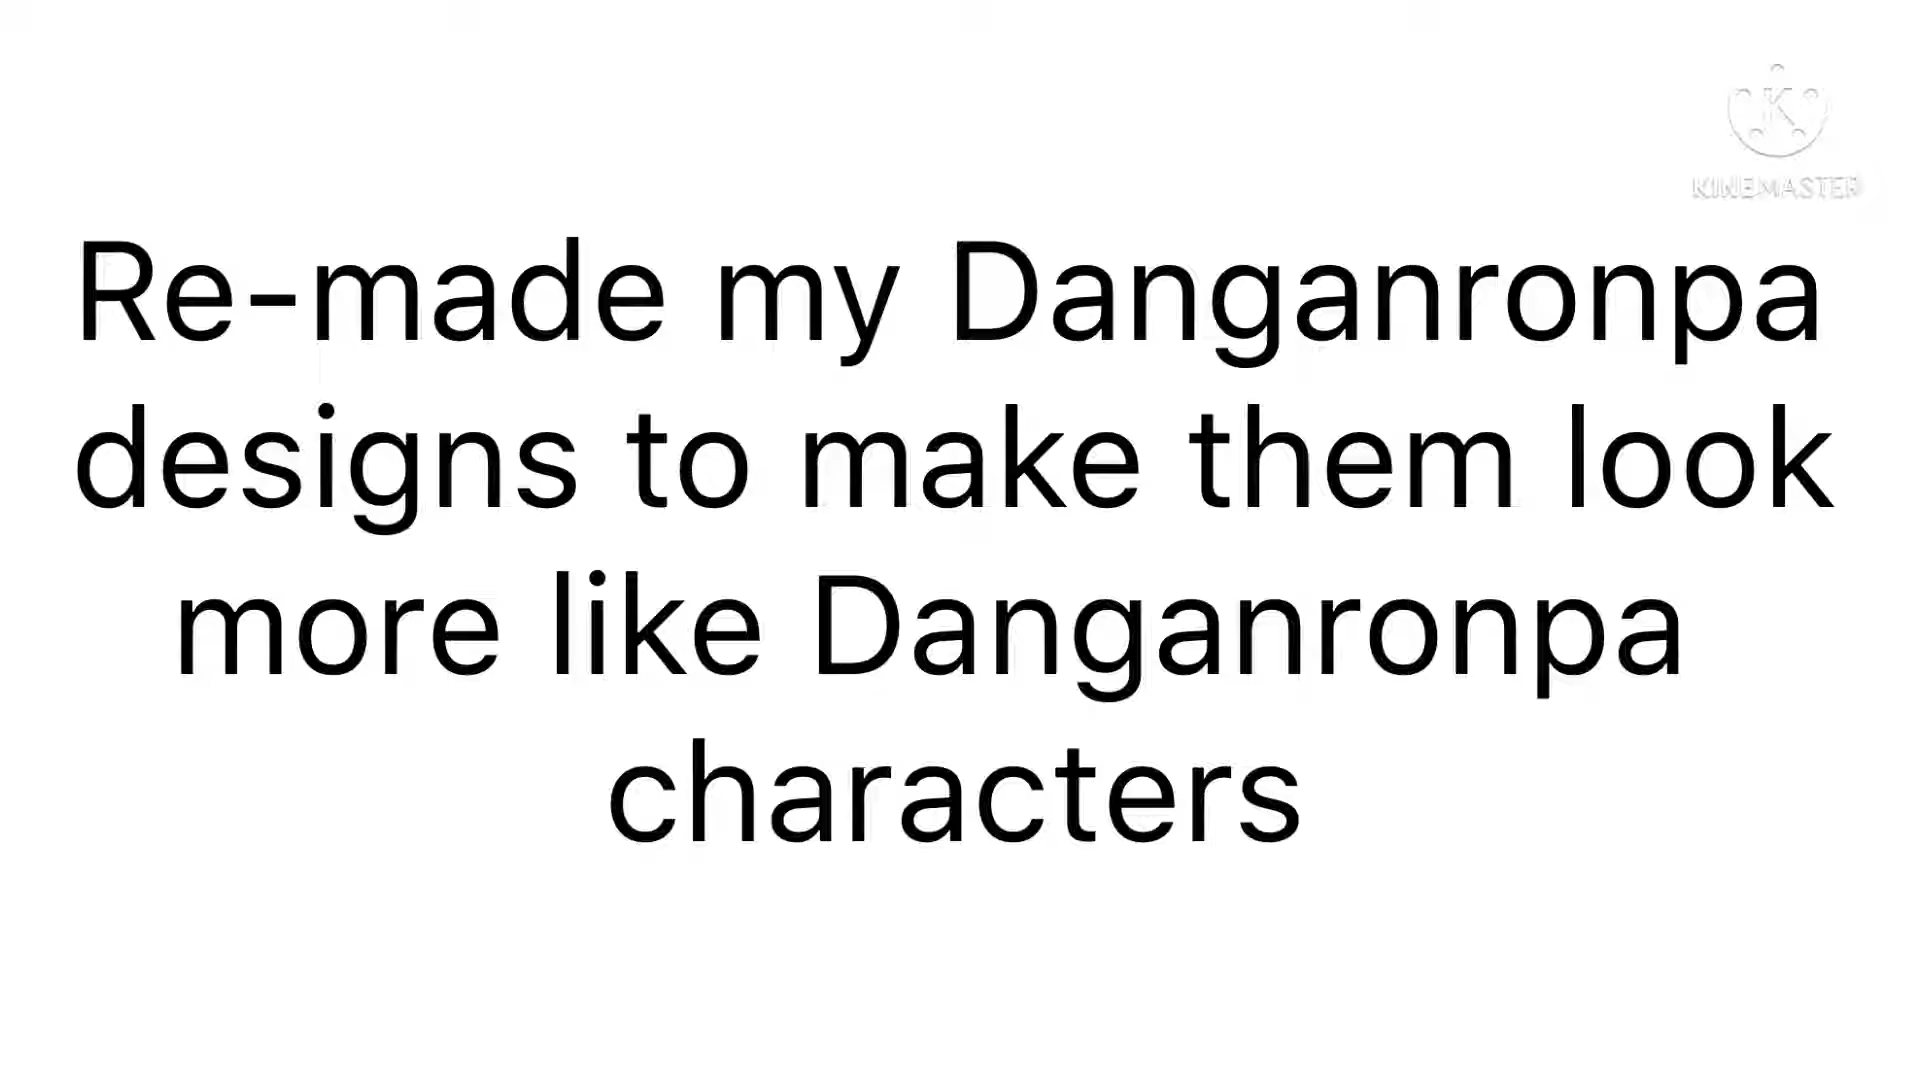 KINEMASTER
Re-made my Danganronpa
designs to make them look
more like Danganronpa
characters